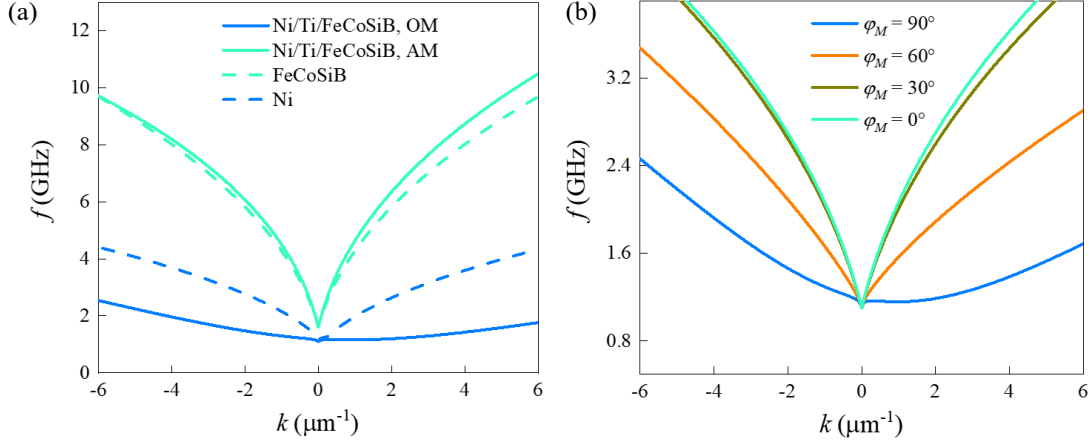 (a)
Ni/Ti/FeCoSiB, OM
Ni/Ti/FeCoSiB, AM
FeCoSiB
Ni
f (GHz)
12
10
8
6
4
2
0
-6 -4 -2 0 2 4 6
k (μm⁻¹)
(b)
φM = 90°
φM = 60°
φM = 30°
φM = 0°
f (GHz)
3.2
2.4
1.6
0.8
-6 -4 -2 0 2 4 6
k (μm⁻¹)